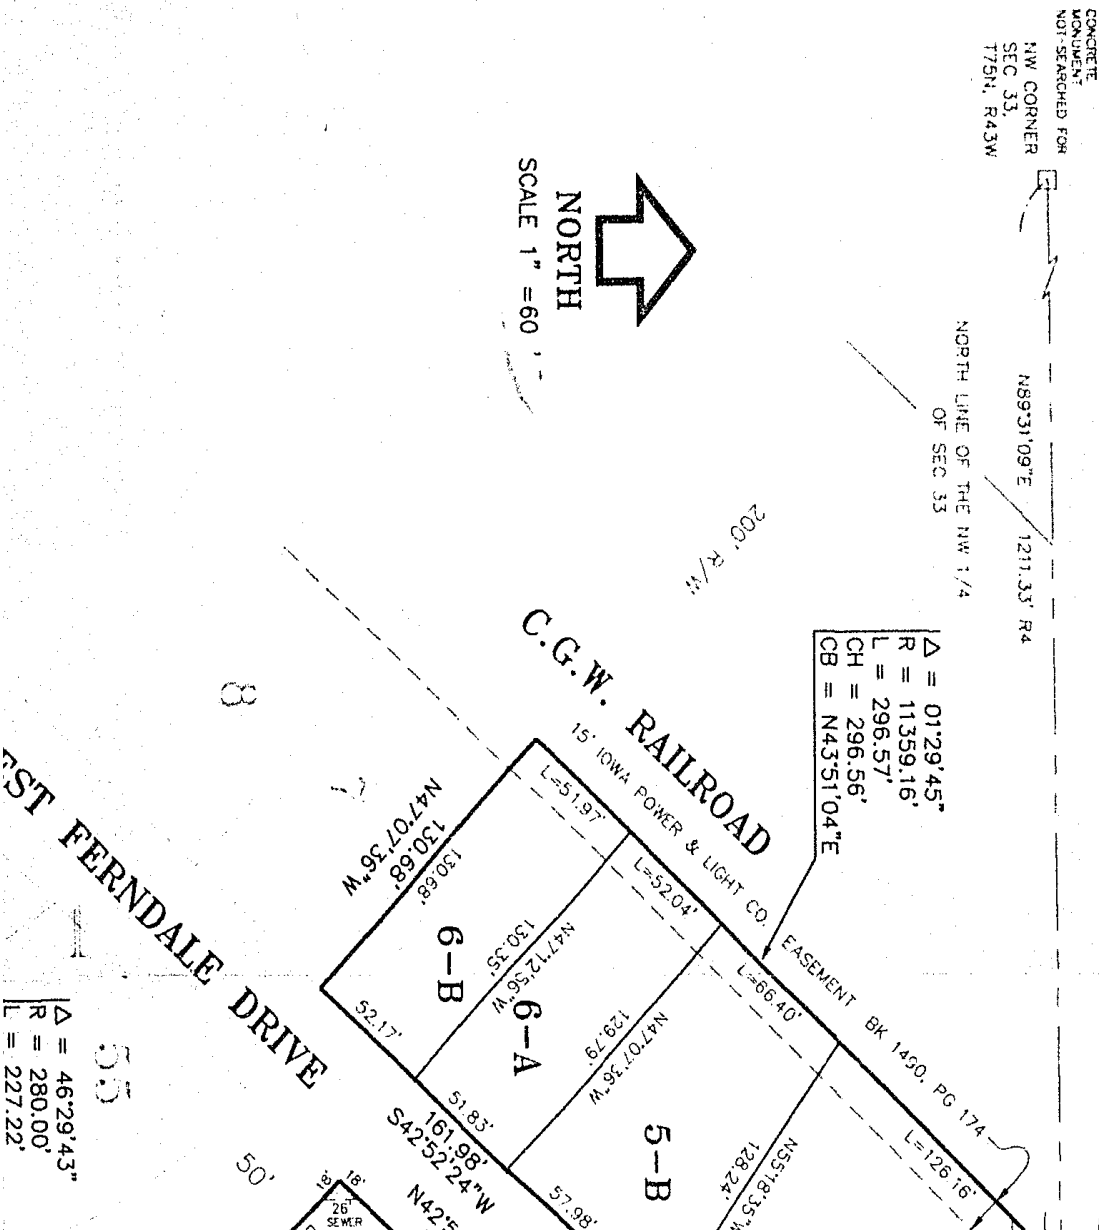 CONCRETE
MONUMENT
NOT-SEARCHED FOR
NW CORNER
SEC 33,
T75N, R43W
NORTH
SCALE 1" =60 '
N89°31'09"E 1211.33' R4
NORTH LINE OF THE NW 1/4
OF SEC 33
200' R/W
C.G.W. RAILROAD
Δ = 01°29'45"
R = 11359.16'
L = 296.57'
CH = 296.56'
CB = N43°51'04"E
15' IOWA POWER & LIGHT CO. EASEMENT BK 1490, PG 174
L=51.97'
L=52.04'
L=66.40'
L=126.16'
8
N47°07'36"W
130.68'
130.68'
6-B
N47°12'56"W
130.35'
6-A
N47°07'36"W
129.79'
5-B
N55°18'35"W
128.24'
52.17'
51.83'
57.98'
161.98'
S42°52'24"W
N42°5
EST FERNDALE DRIVE
55
Δ = 46°29'43"
R = 280.00'
L = 227.22'
50'
18'
18'
26'
SEWER